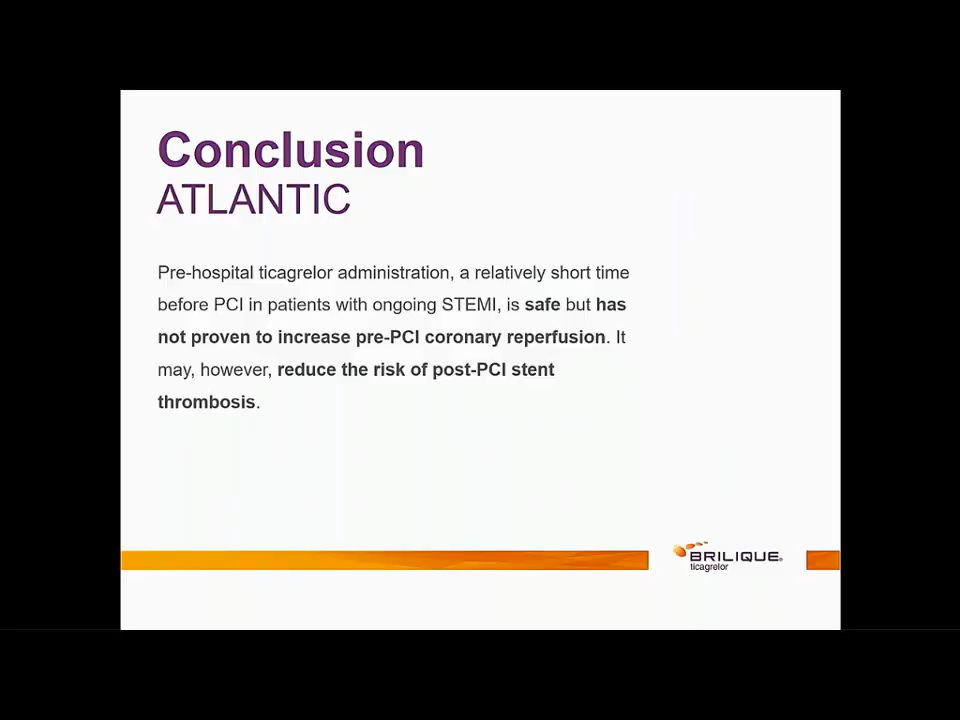 Conclusion
ATLANTIC
Pre-hospital ticagrelor administration, a relatively short time
before PCI in patients with ongoing STEMI, is safe but has
not proven to increase pre-PCI coronary reperfusion. It
may, however, reduce the risk of post-PCI stent
thrombosis.
BRILIQUE®
ticagrelor